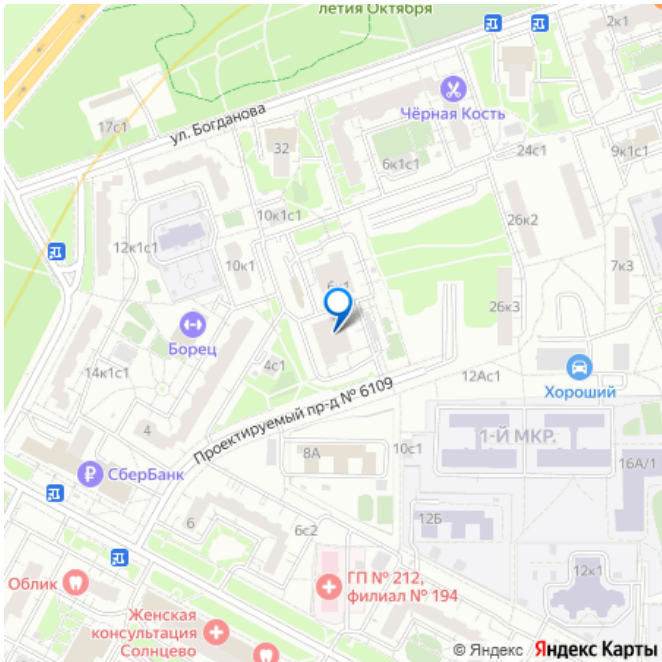 летия Октября
2к1
Чёрная Кость
17с1
ул. Богданова
32
6к1с1
24с1
9к1с1
10к1с1
26к2
12к1с1
10к1
7к3
26к3
Борец
4с1
14к1с1
12Ас1
Хороший
Проектируемый пр-д № 6109
4
10с1
1-Й МКР.
8А
СберБанк
16А/1
12Б
6
6с2
ГП № 212,
филиал № 194
12к1
Облик
Женская
консультация
Солнцево
© Яндекс Яндекс Карты